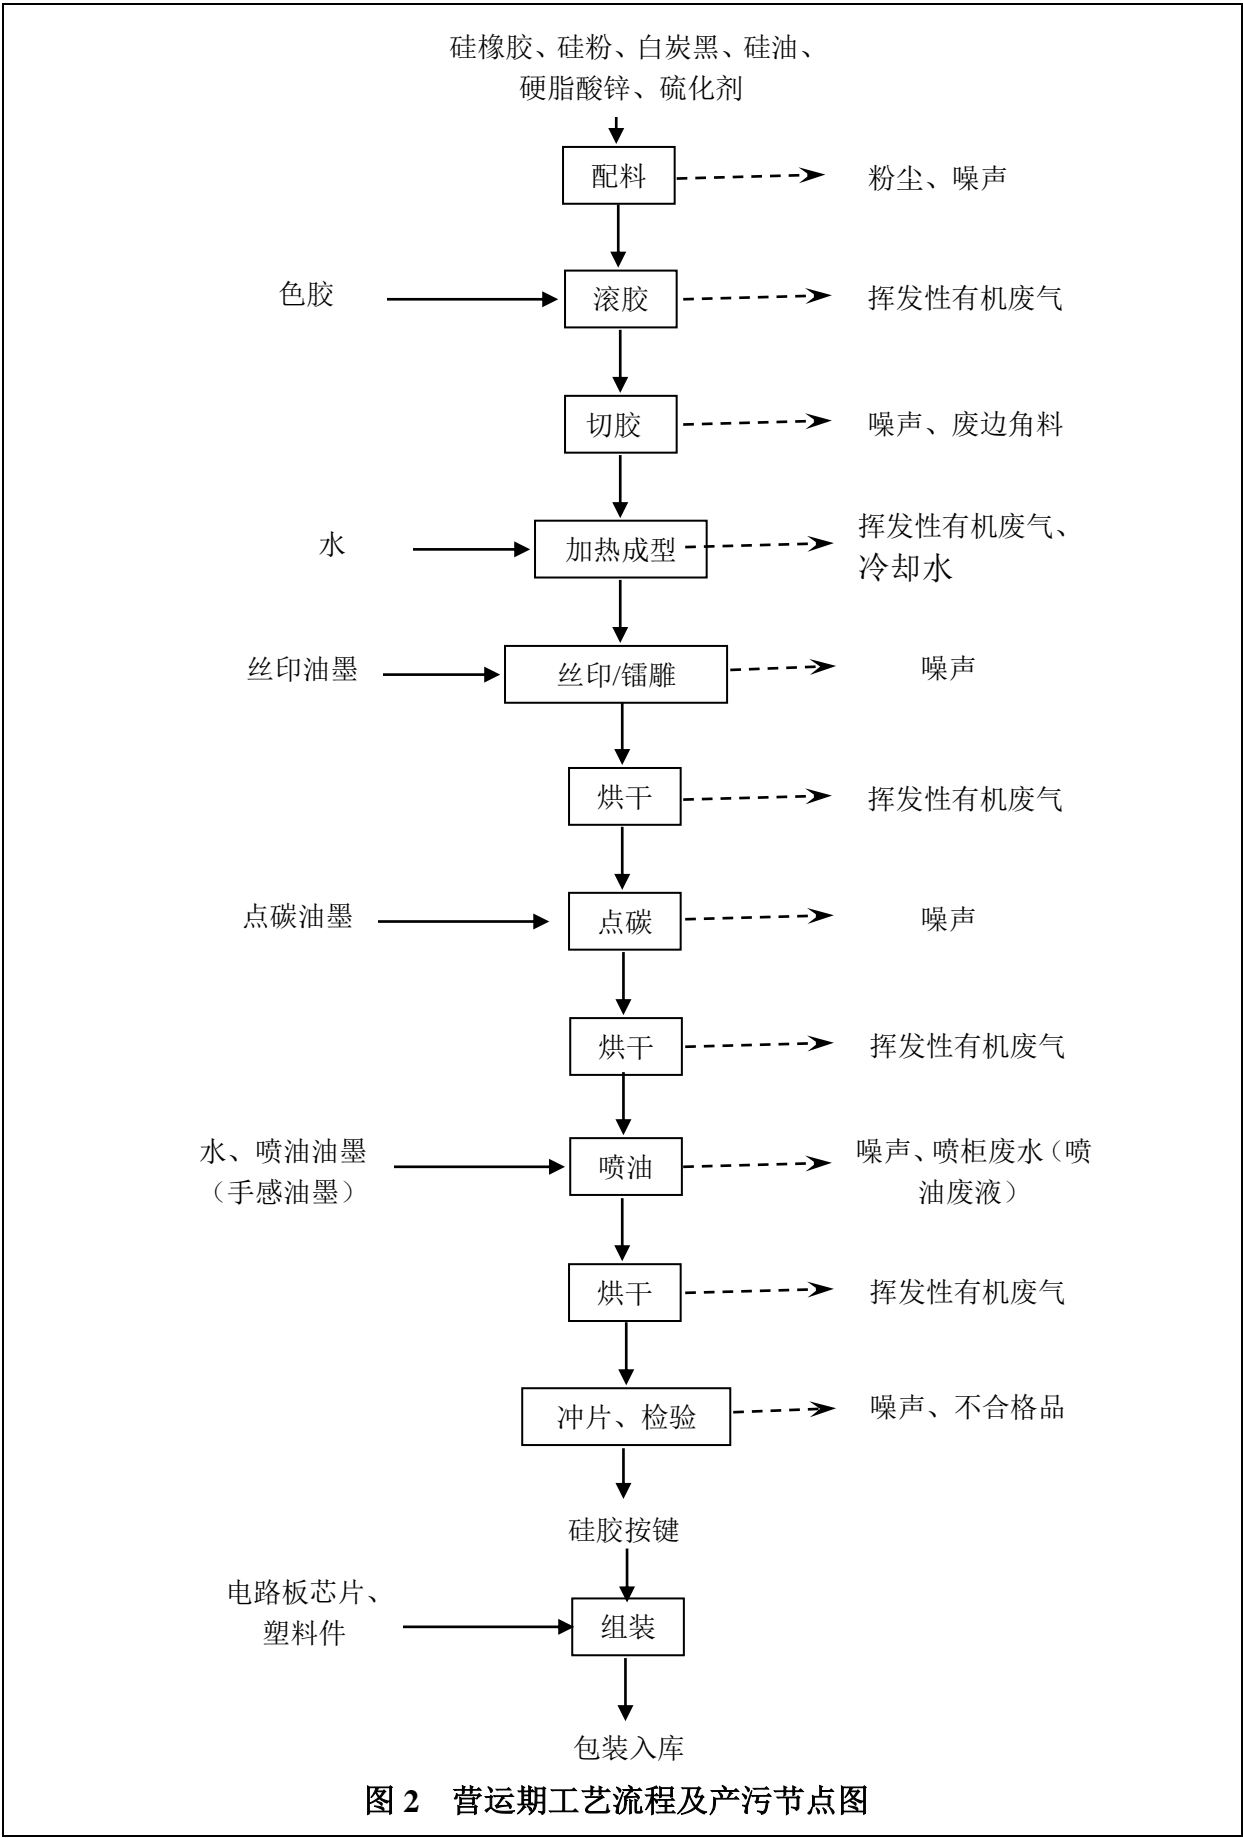 硅橡胶、硅粉、白炭黑、硅油、
硬脂酸锌、硫化剂
配料
粉尘、噪声
色胶
滚胶
挥发性有机废气
切胶
噪声、废边角料
水
加热成型
挥发性有机废气、
冷却水
丝印油墨
丝印/镭雕
噪声
烘干
挥发性有机废气
点碳油墨
点碳
噪声
烘干
挥发性有机废气
水、喷油油墨
（手感油墨）
喷油
噪声、喷柜废水（喷
油废液）
烘干
挥发性有机废气
冲片、检验
噪声、不合格品
硅胶按键
电路板芯片、
塑料件
组装
包装入库
图 2 营运期工艺流程及产污节点图